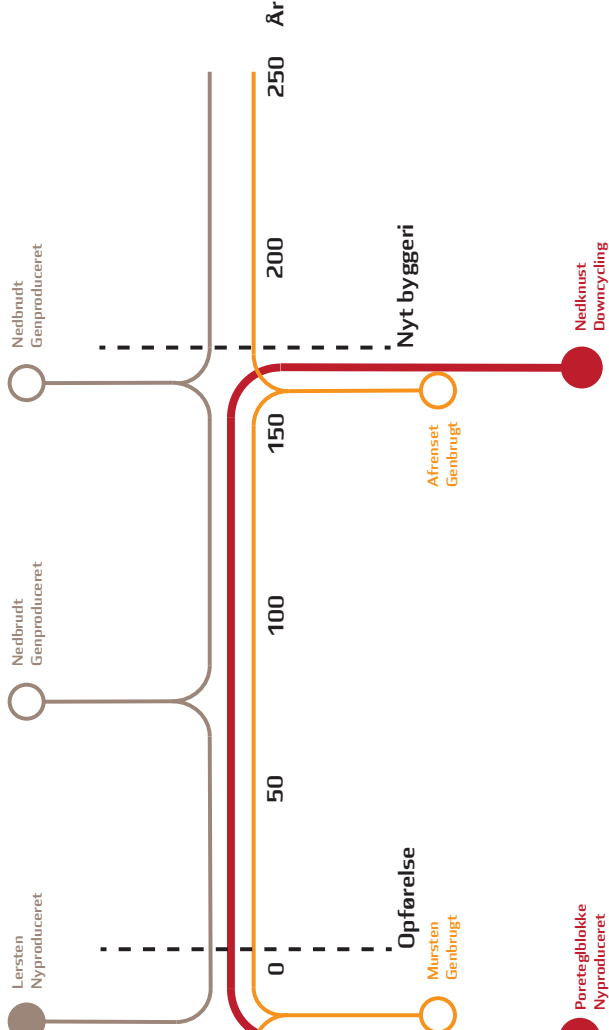 Lersten
Nyproduceret
Nedbrudt
Genproduceret
Nedbrudt
Genproduceret
0
50
100
150
200
250
År
Opførelse
Nyt byggeri
Mursten
Genbrugt
Afrenset
Genbrugt
Poreteglblokke
Nyproduceret
Nedknust
Downcycling